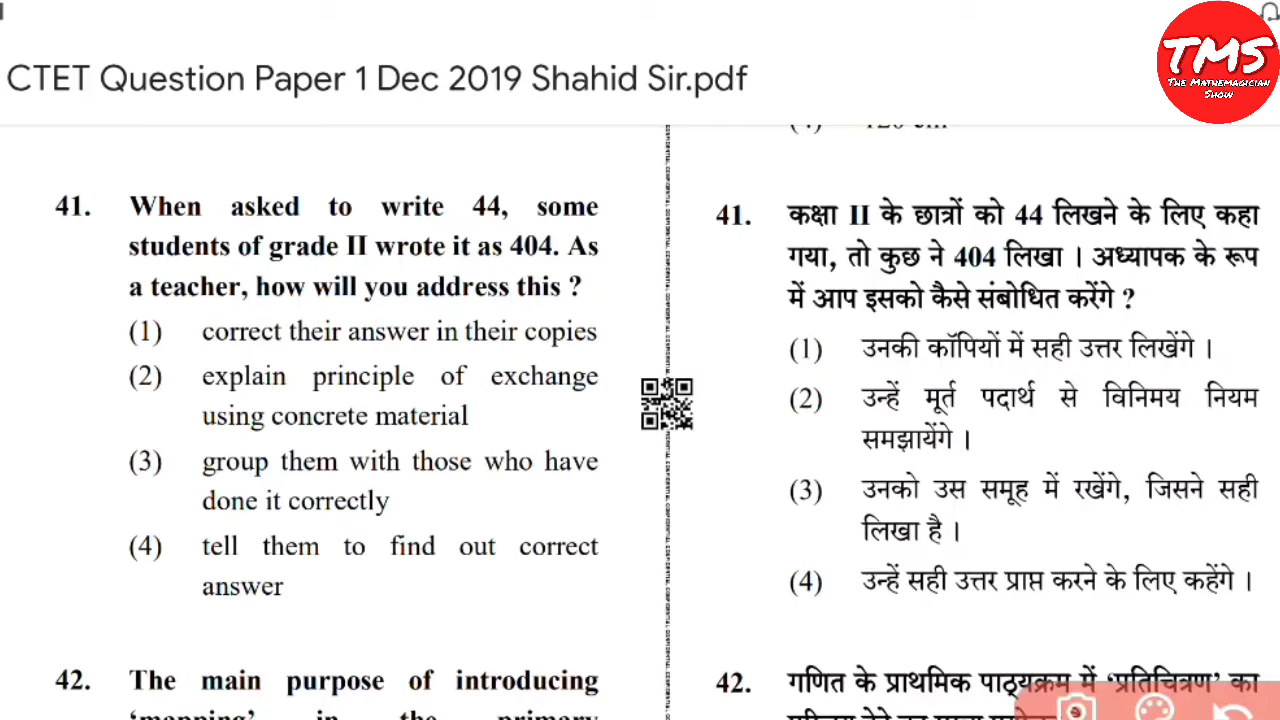 CTET Question Paper 1 Dec 2019 Shahid Sir.pdf
TMS
THE MATHEMAGICIAN
SHOW
41. When asked to write 44, some
students of grade II wrote it as 404. As
a teacher, how will you address this ?
(1) correct their answer in their copies
(2) explain principle of exchange
using concrete material
(3) group them with those who have
done it correctly
(4) tell them to find out correct
answer
42. The main purpose of introducing
41. कक्षा II के छात्रों को 44 लिखने के लिए कहा
गया, तो कुछ ने 404 लिखा । अध्यापक के रूप
में आप इसको कैसे संबोधित करेंगे ?
(1) उनकी कॉपियों में सही उत्तर लिखेंगे ।
(2) उन्हें मूर्त पदार्थ से विनिमय नियम
समझायेंगे ।
(3) उनको उस समूह में रखेंगे, जिसने सही
लिखा है ।
(4) उन्हें सही उत्तर प्राप्त करने के लिए कहेंगे ।
42. गणित के प्राथमिक पाठ्यक्रम में ‘प्रतिचित्रण’ का